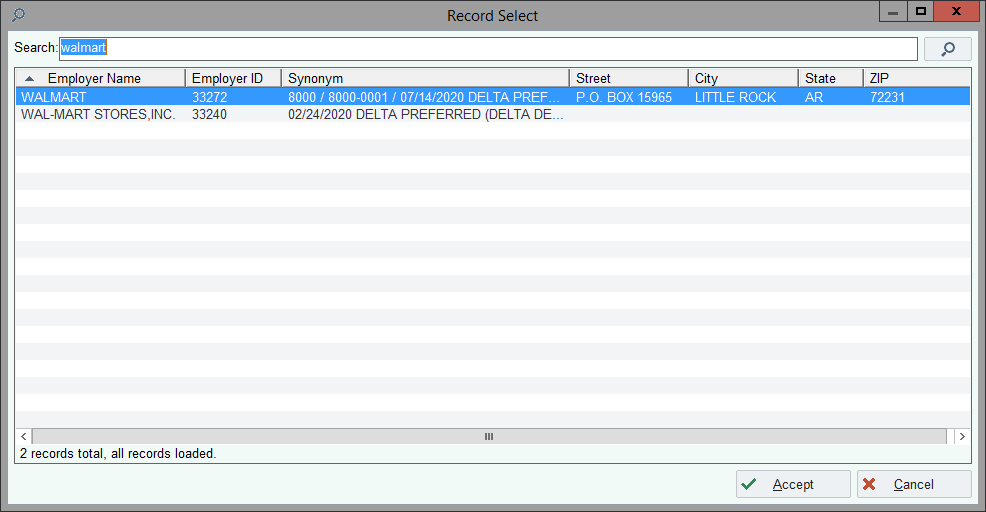 Record Select
Search: walmart
Employer Name Employer ID Synonym Street City State ZIP
WALMART 33272 8000 / 8000-0001 / 07/14/2020 DELTA PREF... P.O. BOX 15965 LITTLE ROCK AR 72231
WAL-MART STORES,INC. 33240 02/24/2020 DELTA PREFERRED (DELTA DE...
2 records total, all records loaded.
Accept Cancel